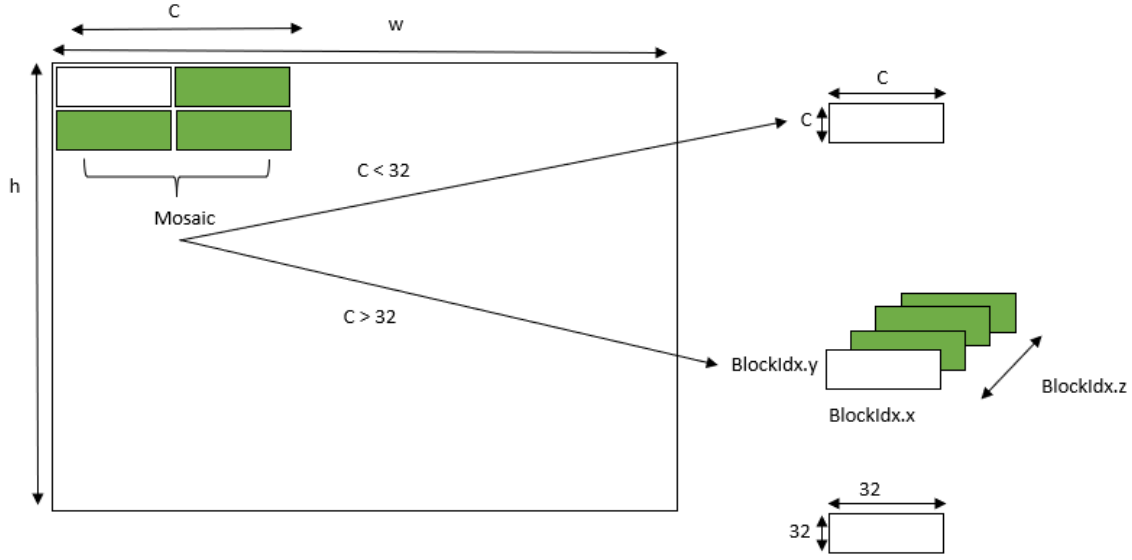 C
w
C
C
C < 32
h
Mosaic
C > 32
BlockIdx.y
BlockIdx.z
BlockIdx.x
32
32